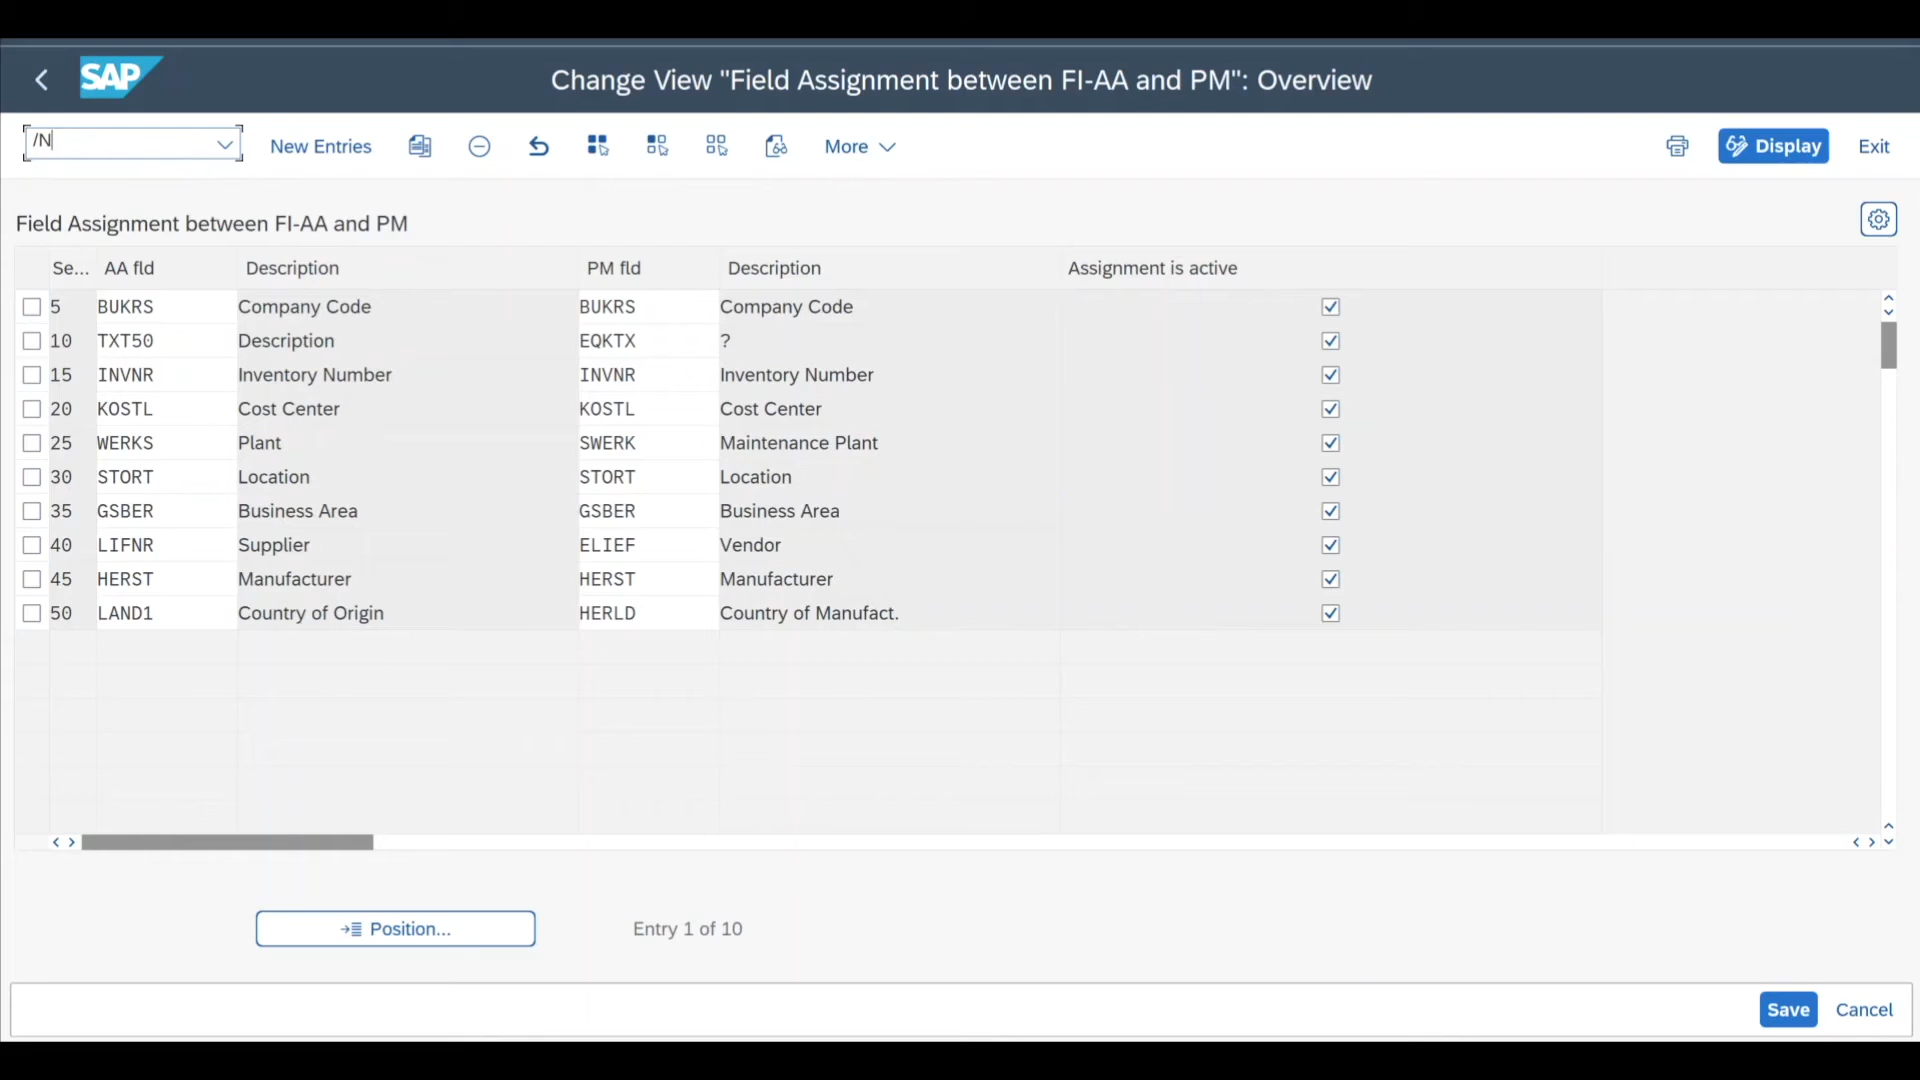 SAP
Change View "Field Assignment between FI-AA and PM": Overview
/N
New Entries
More
Display
Exit
Field Assignment between FI-AA and PM
Se... AA fld Description PM fld Description Assignment is active
5 BUKRS Company Code BUKRS Company Code
10 TXT50 Description EQKTX ?
15 INVNR Inventory Number INVNR Inventory Number
20 KOSTL Cost Center KOSTL Cost Center
25 WERKS Plant SWERK Maintenance Plant
30 STORT Location STORT Location
35 GSBER Business Area GSBER Business Area
40 LIFNR Supplier ELIEF Vendor
45 HERST Manufacturer HERST Manufacturer
50 LAND1 Country of Origin HERLD Country of Manufact.
Position...
Entry 1 of 10
Save
Cancel